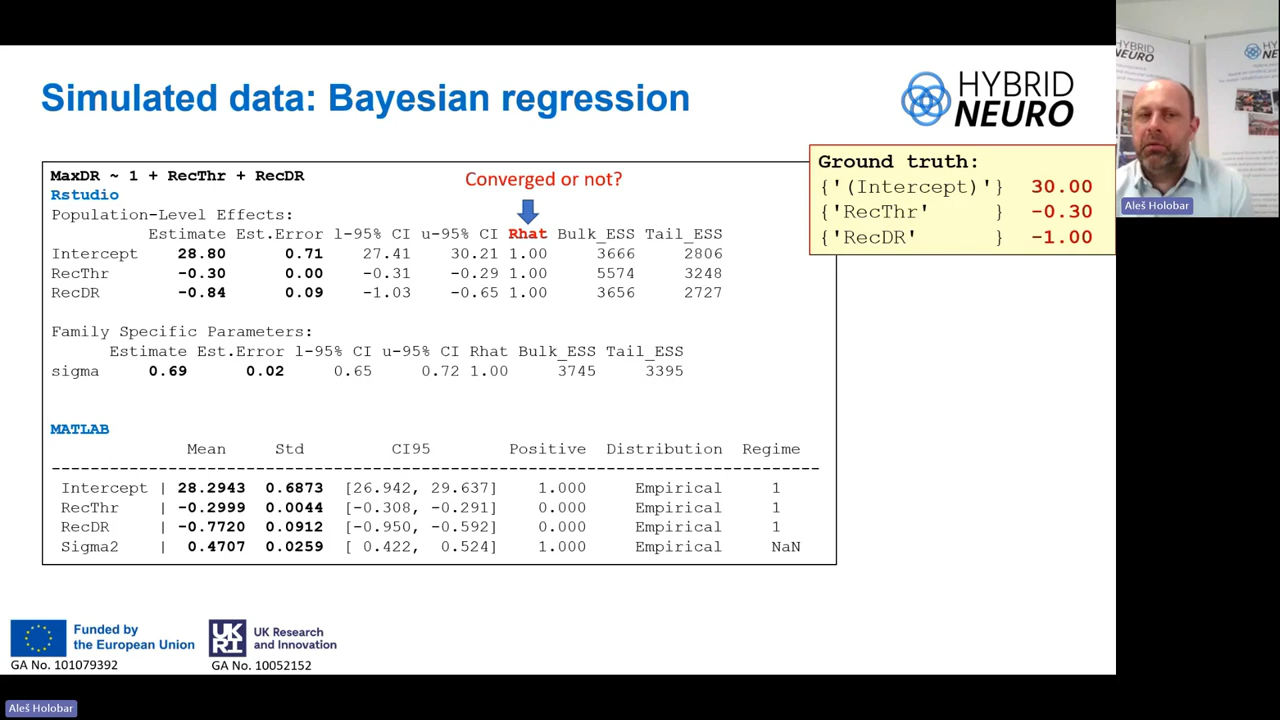 Simulated data: Bayesian regression
HYBRID
NEURO
MaxDR ~ 1 + RecThr + RecDR
Rstudio
Population-Level Effects:
Converged or not?
Estimate Est.Error l-95% CI u-95% CI Rhat Bulk_ESS Tail_ESS
Intercept 28.80 0.71 27.41 30.21 1.00 3666 2806
RecThr -0.30 0.00 -0.31 -0.29 1.00 5574 3248
RecDR -0.84 0.09 -1.03 -0.65 1.00 3656 2727
Family Specific Parameters:
Estimate Est.Error l-95% CI u-95% CI Rhat Bulk_ESS Tail_ESS
sigma 0.69 0.02 0.65 0.72 1.00 3745 3395
MATLAB
Mean Std CI95 Positive Distribution Regime
--------------------------------------------------------------------------------
Intercept | 28.2943 0.6873 [26.942, 29.637] 1.000 Empirical 1
RecThr | -0.2999 0.0044 [-0.308, -0.291] 0.000 Empirical 1
RecDR | -0.7720 0.0912 [-0.950, -0.592] 0.000 Empirical 1
Sigma2 | 0.4707 0.0259 [ 0.422, 0.524] 1.000 Empirical NaN
Ground truth:
{'(Intercept)'} 30.00
{'RecThr' } -0.30
{'RecDR' } -1.00
HYBRID
NEURO
HYBRID
NEURO
Aleš Holobar
Funded by
the European Union
GA No. 101079392
UK
RI
UK Research
and Innovation
GA No. 10052152
Aleš Holobar